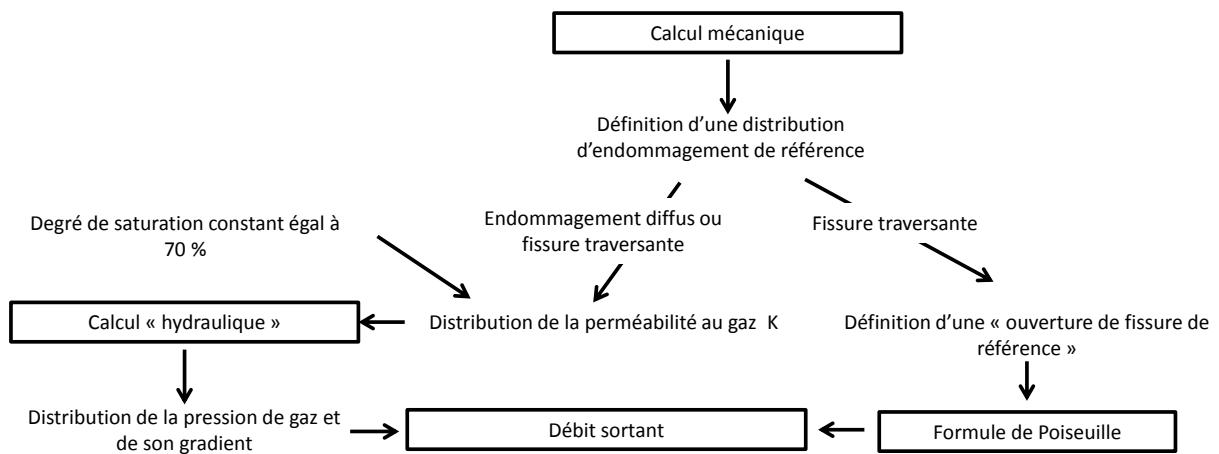 Calcul mécanique
Définition d’une distribution
d’endommagement de référence
Degré de saturation constant égal à
70 %
Endommagement diffus ou
fissure traversante
Fissure traversante
Calcul « hydraulique »
Distribution de la perméabilité au gaz K
Définition d’une « ouverture de fissure de
référence »
Distribution de la pression de gaz et
de son gradient
Débit sortant
Formule de Poiseuille